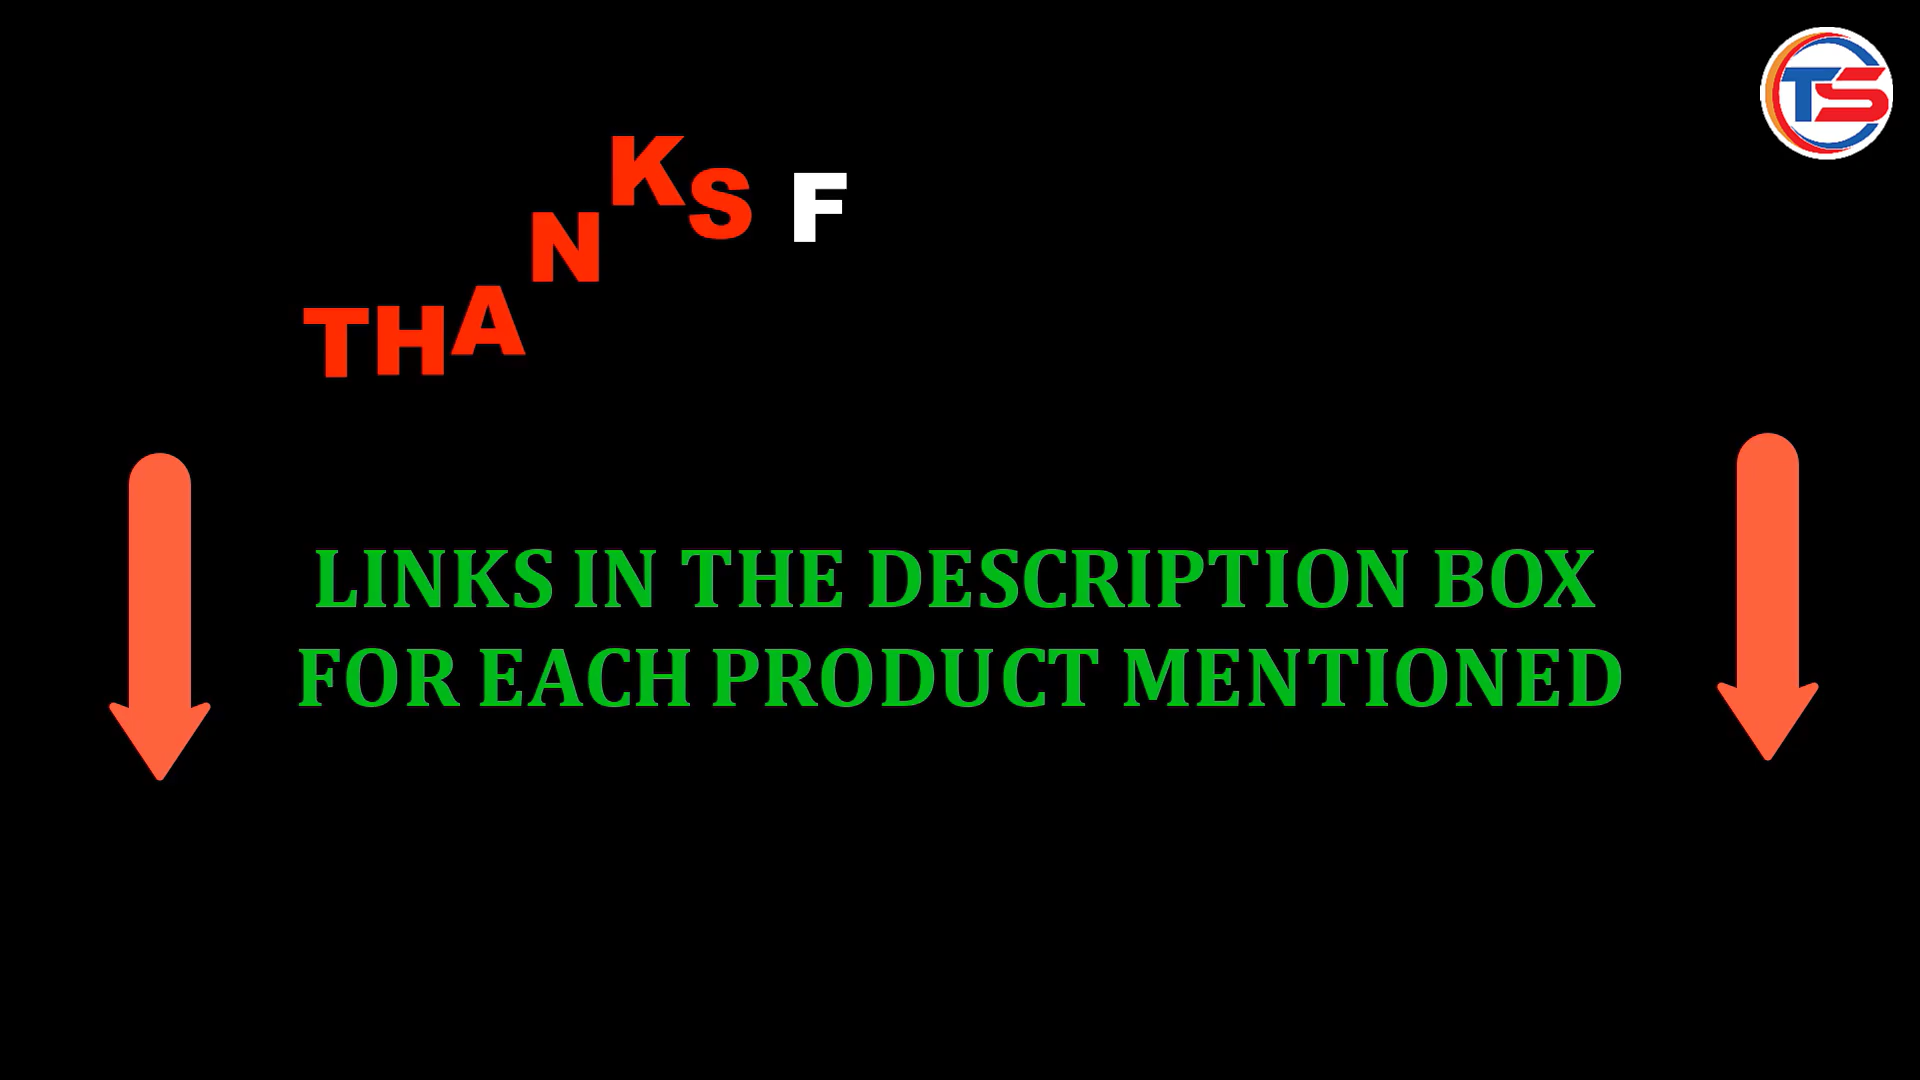 TS
THANKS F
LINKS IN THE DESCRIPTION BOX
FOR EACH PRODUCT MENTIONED